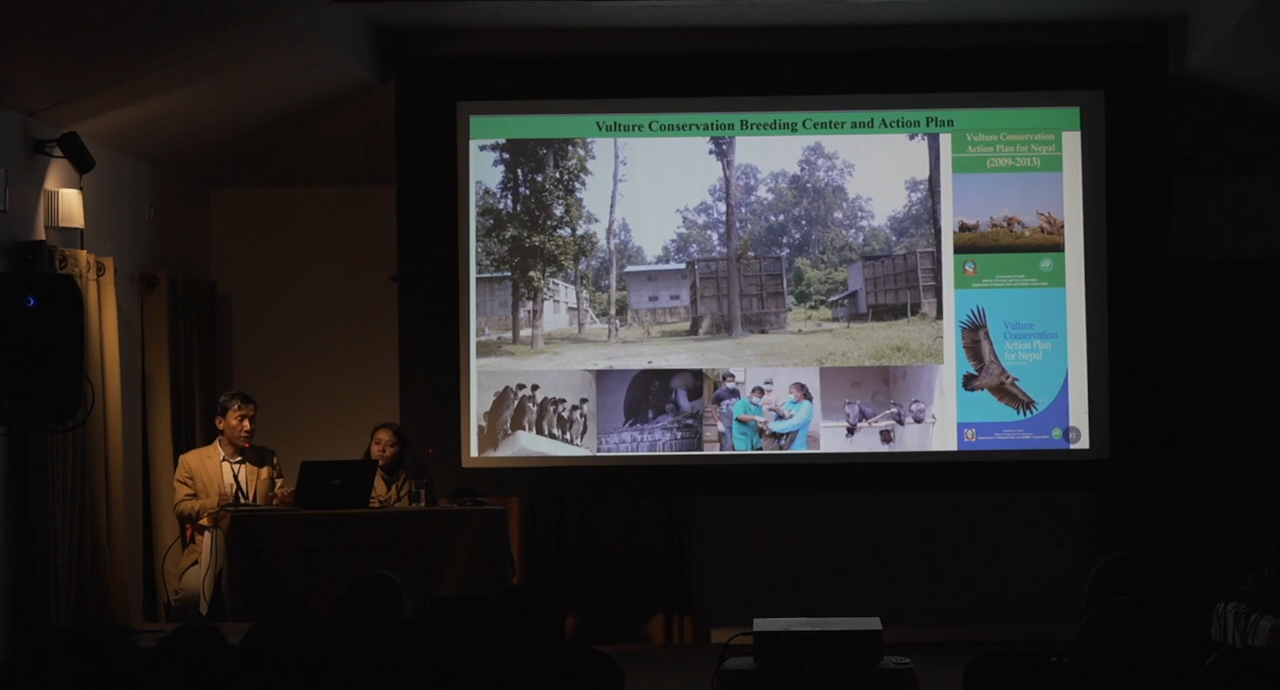 Vulture Conservation Breeding Center and Action Plan
Vulture Conservation
Action Plan for Nepal
(2009-2013)
Vulture
Conservation
Action Plan
for Nepal